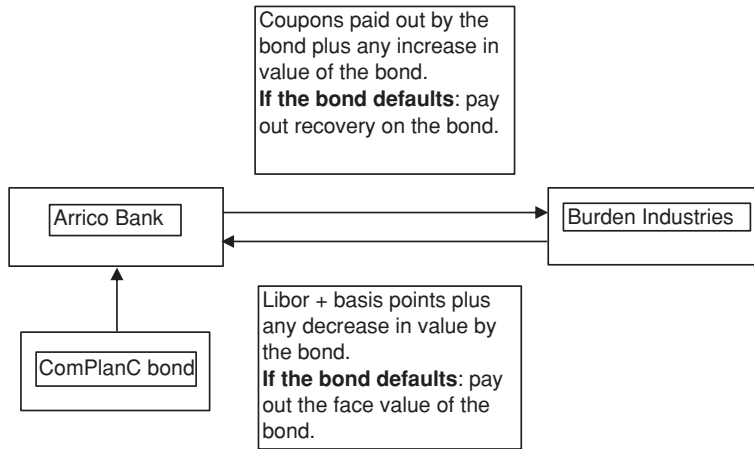 Coupons paid out by the
bond plus any increase in
value of the bond.
If the bond defaults: pay
out recovery on the bond.
Arrico Bank
Burden Industries
Libor + basis points plus
any decrease in value by
the bond.
If the bond defaults: pay
out the face value of the
bond.
ComPlanC bond